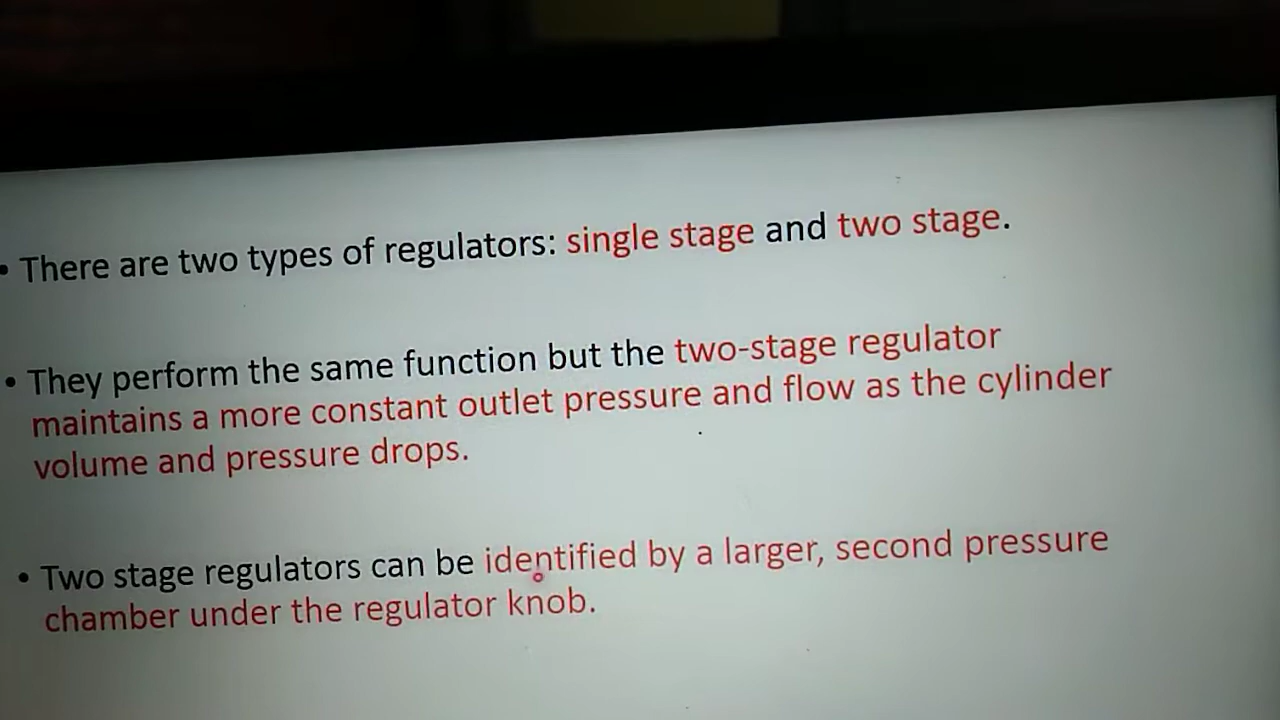 • There are two types of regulators: single stage and two stage.
• They perform the same function but the two-stage regulator
maintains a more constant outlet pressure and flow as the cylinder
volume and pressure drops.
• Two stage regulators can be identified by a larger, second pressure
chamber under the regulator knob.